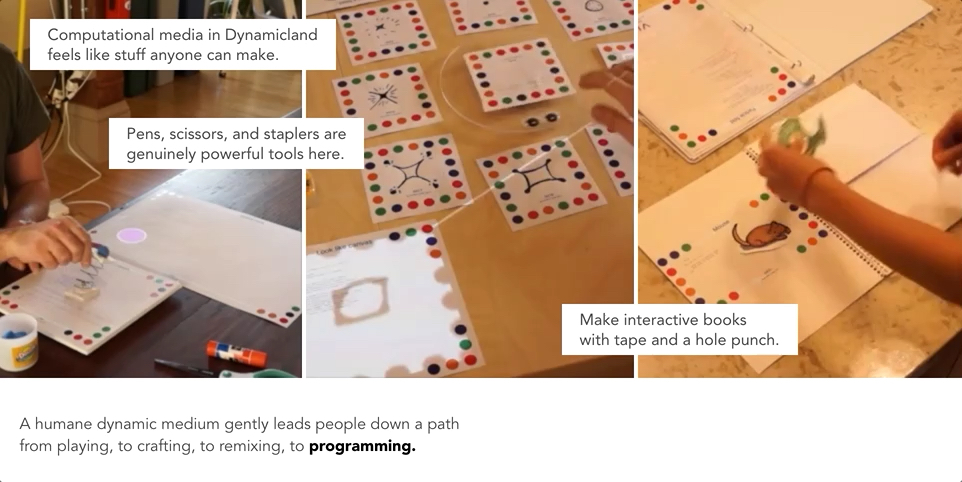 Computational media in Dynamicland
feels like stuff anyone can make.
Pens, scissors, and staplers are
genuinely powerful tools here.
Make interactive books
with tape and a hole punch.
A humane dynamic medium gently leads people down a path
from playing, to crafting, to remixing, to programming.